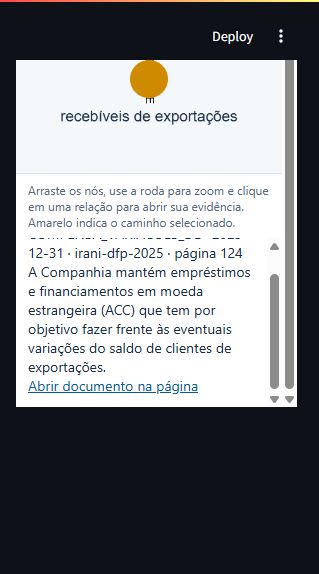 Deploy
recebíveis de exportações
Arraste os nós, use a roda para zoom e clique
em uma relação para abrir sua evidência.
Amarelo indica o caminho selecionado.
12-31 · irani-dfp-2025 · página 124
A Companhia mantém empréstimos
e financiamentos em moeda
estrangeira (ACC) que tem por
objetivo fazer frente às eventuais
variações do saldo de clientes de
exportações.
Abrir documento na página